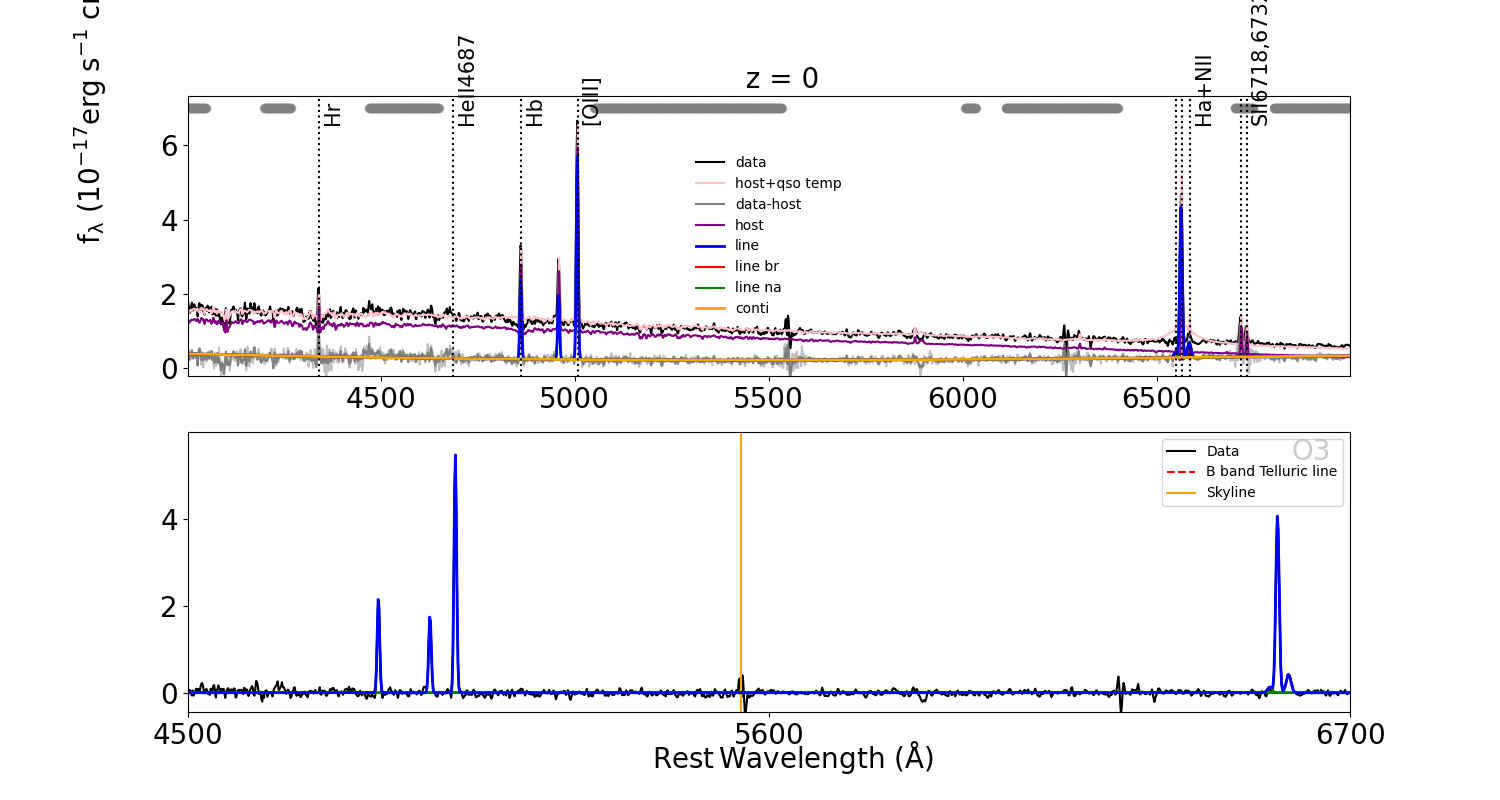 z = 0
f_λ (10^−17 erg s^−1 c
Hr
HeII4687
Hb
[OIII]
Ha+NII
SII6718,673
6
4
2
0
data
host+qso temp
data-host
host
line
line br
line na
conti
4500
5000
5500
6000
6500
4
2
0
O3
Data
B band Telluric line
Skyline
4500
5600
6700
Rest Wavelength (Å)